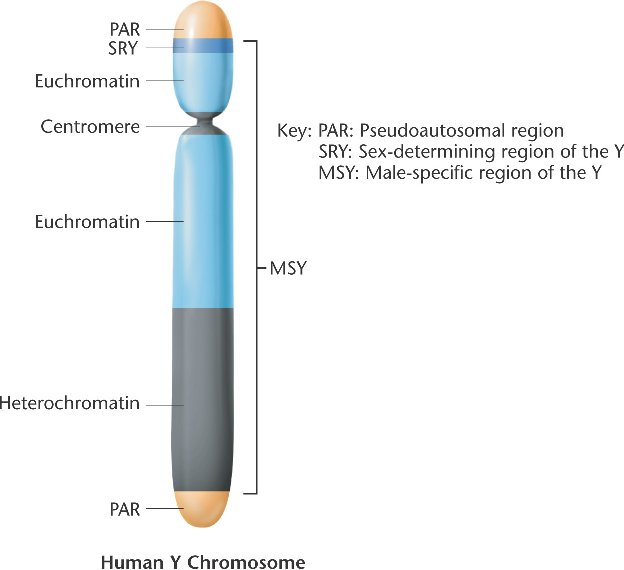 PAR
SRY
Euchromatin
Centromere
Key: PAR: Pseudoautosomal region
SRY: Sex-determining region of the Y
MSY: Male-specific region of the Y
Euchromatin
MSY
Heterochromatin
PAR
Human Y Chromosome